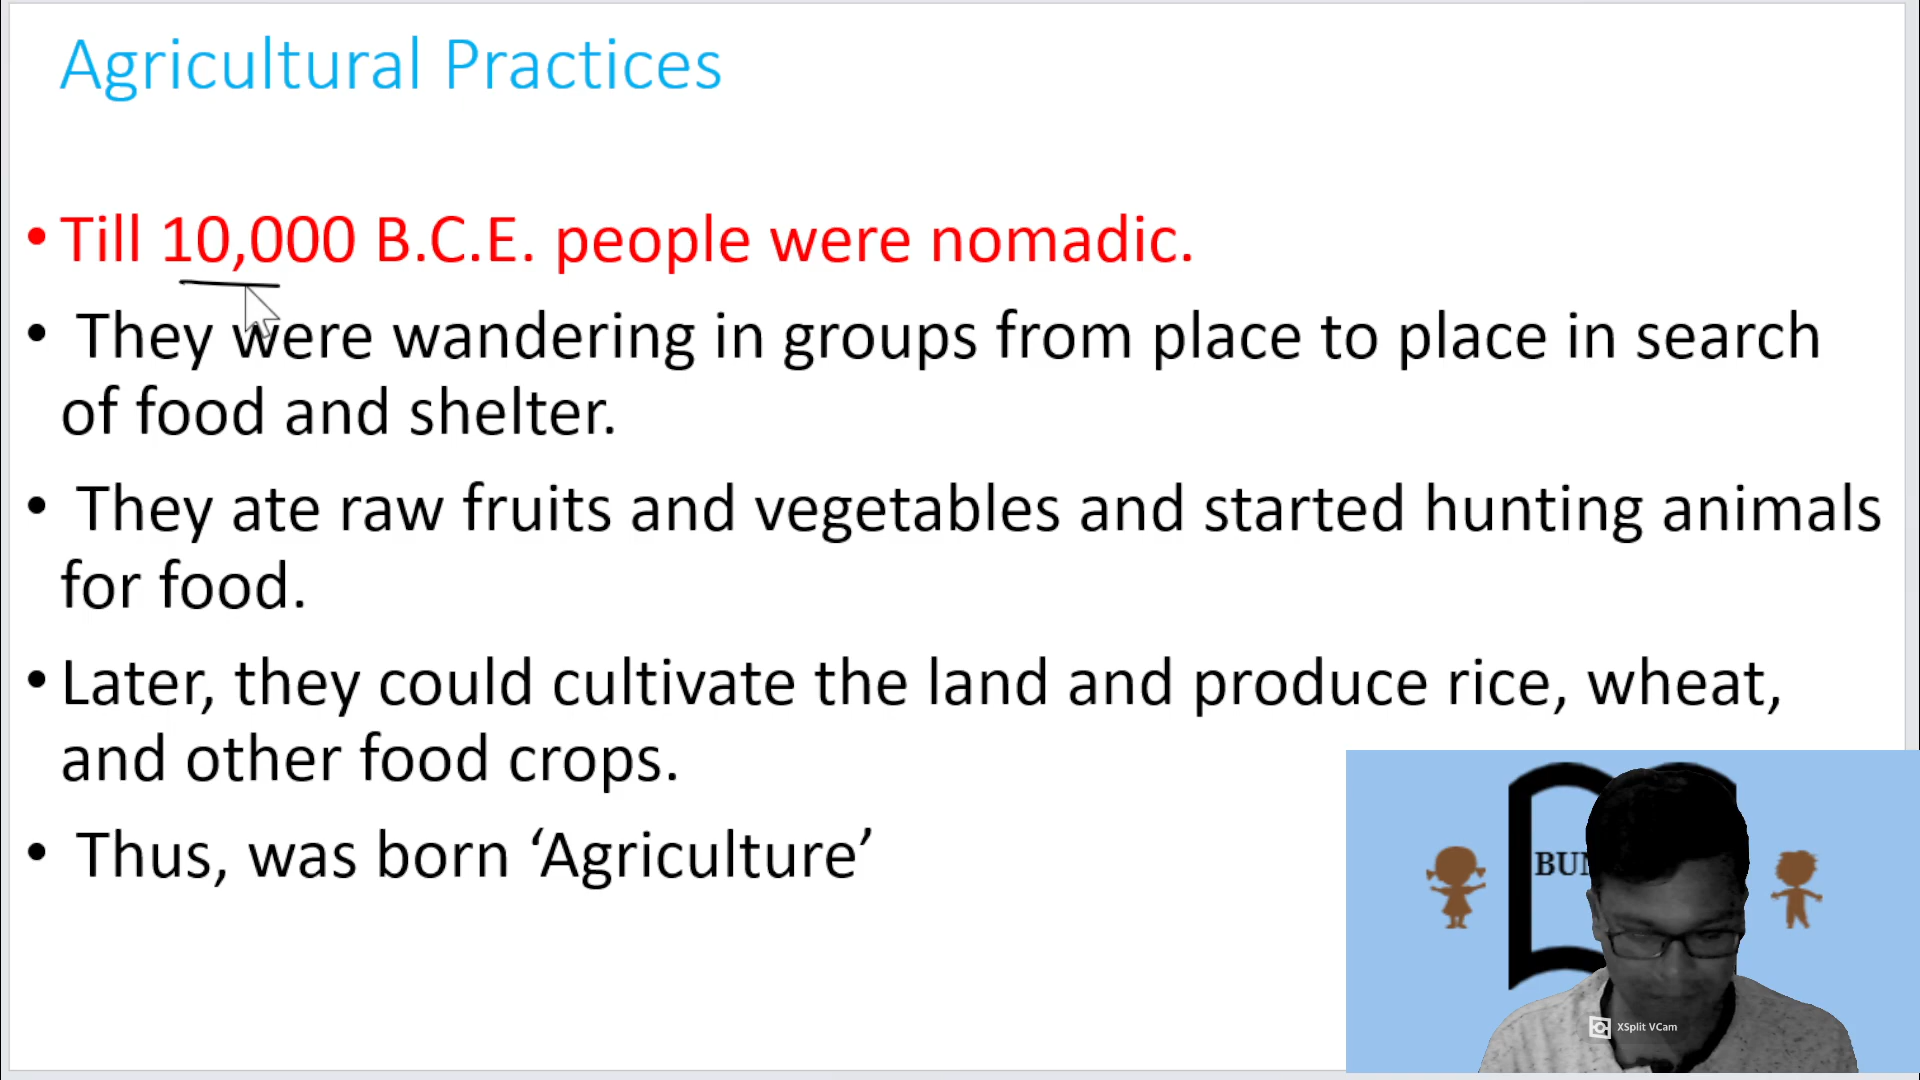 Agricultural Practices
• Till 10,000 B.C.E. people were nomadic.
• They were wandering in groups from place to place in search
of food and shelter.
• They ate raw fruits and vegetables and started hunting animals
for food.
• Later, they could cultivate the land and produce rice, wheat,
and other food crops.
• Thus, was born ‘Agriculture’
XSplit VCam